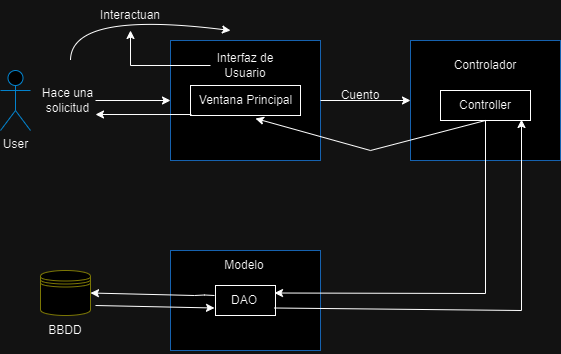 Interactuan
Interfaz de
Usuario
Controlador
Hace una
solicitud
Ventana Principal
Cuento
Controller
User
Modelo
DAO
BBDD